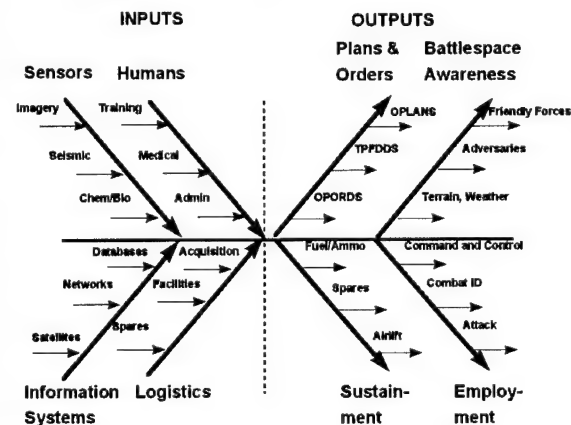 INPUTS
OUTPUTS
Plans &
Orders
Battlespace
Awareness
Sensors
Humans
Imagery
Training
OPLANS
Friendly Forces
Seismic
Medical
TPFDDS
Adversaries
Chem/Bio
Admin
OPORDS
Terrain, Weather
Databases
Acquisition
Fuel/Ammo
Command and Control
Networks
Facilities
Spares
Combat ID
Satellites
Spares
Airlift
Attack
Information
Systems
Logistics
Sustain-
ment
Employ-
ment